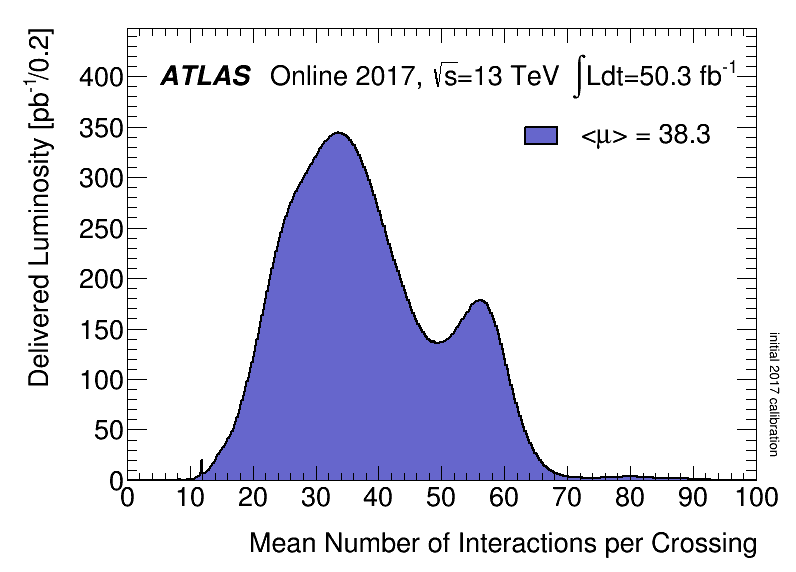 Delivered Luminosity [pb⁻¹/0.2]
ATLAS Online 2017, √s=13 TeV ∫Ldt=50.3 fb⁻¹
<μ> = 38.3
400
350
300
250
200
150
100
50
0
0 10 20 30 40 50 60 70 80 90 100
Mean Number of Interactions per Crossing
initial 2017 calibration